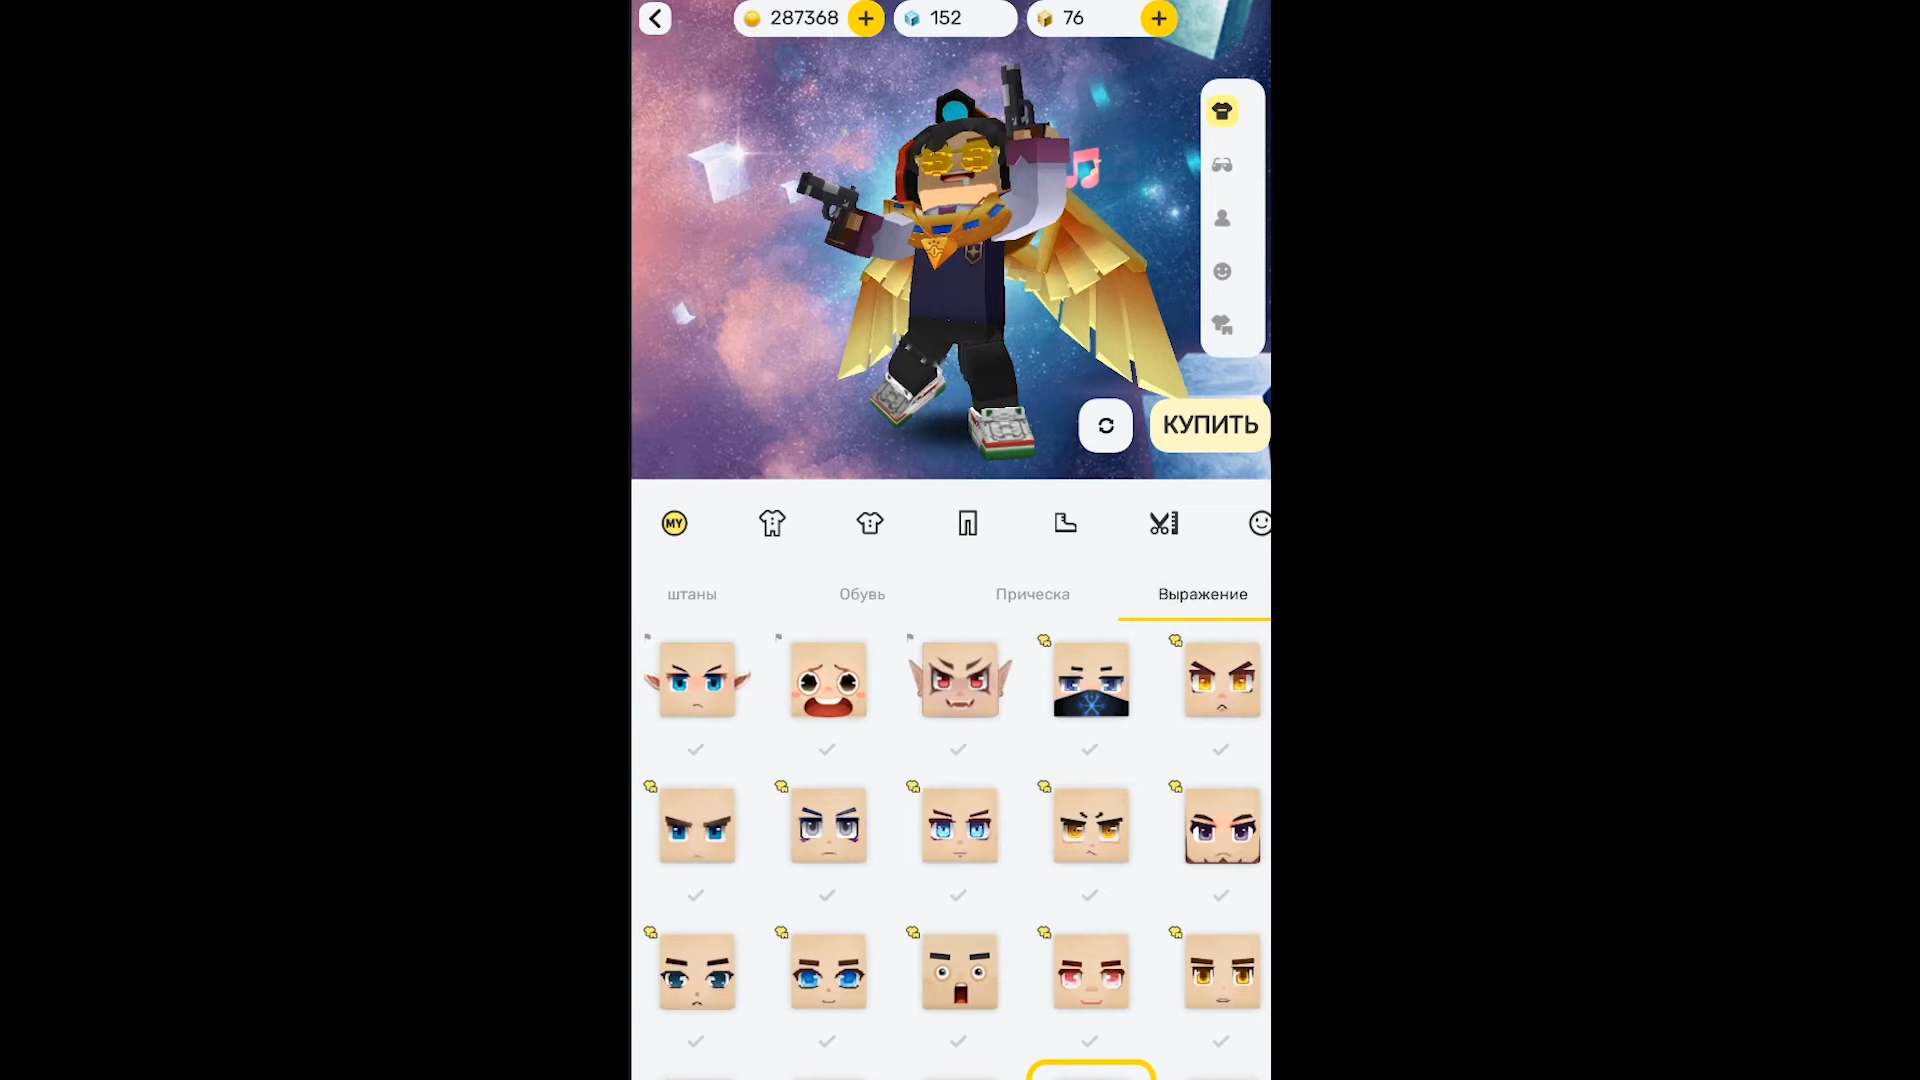 287368
152
76
КУПИТЬ
MY
штаны
Обувь
Прическа
Выражение